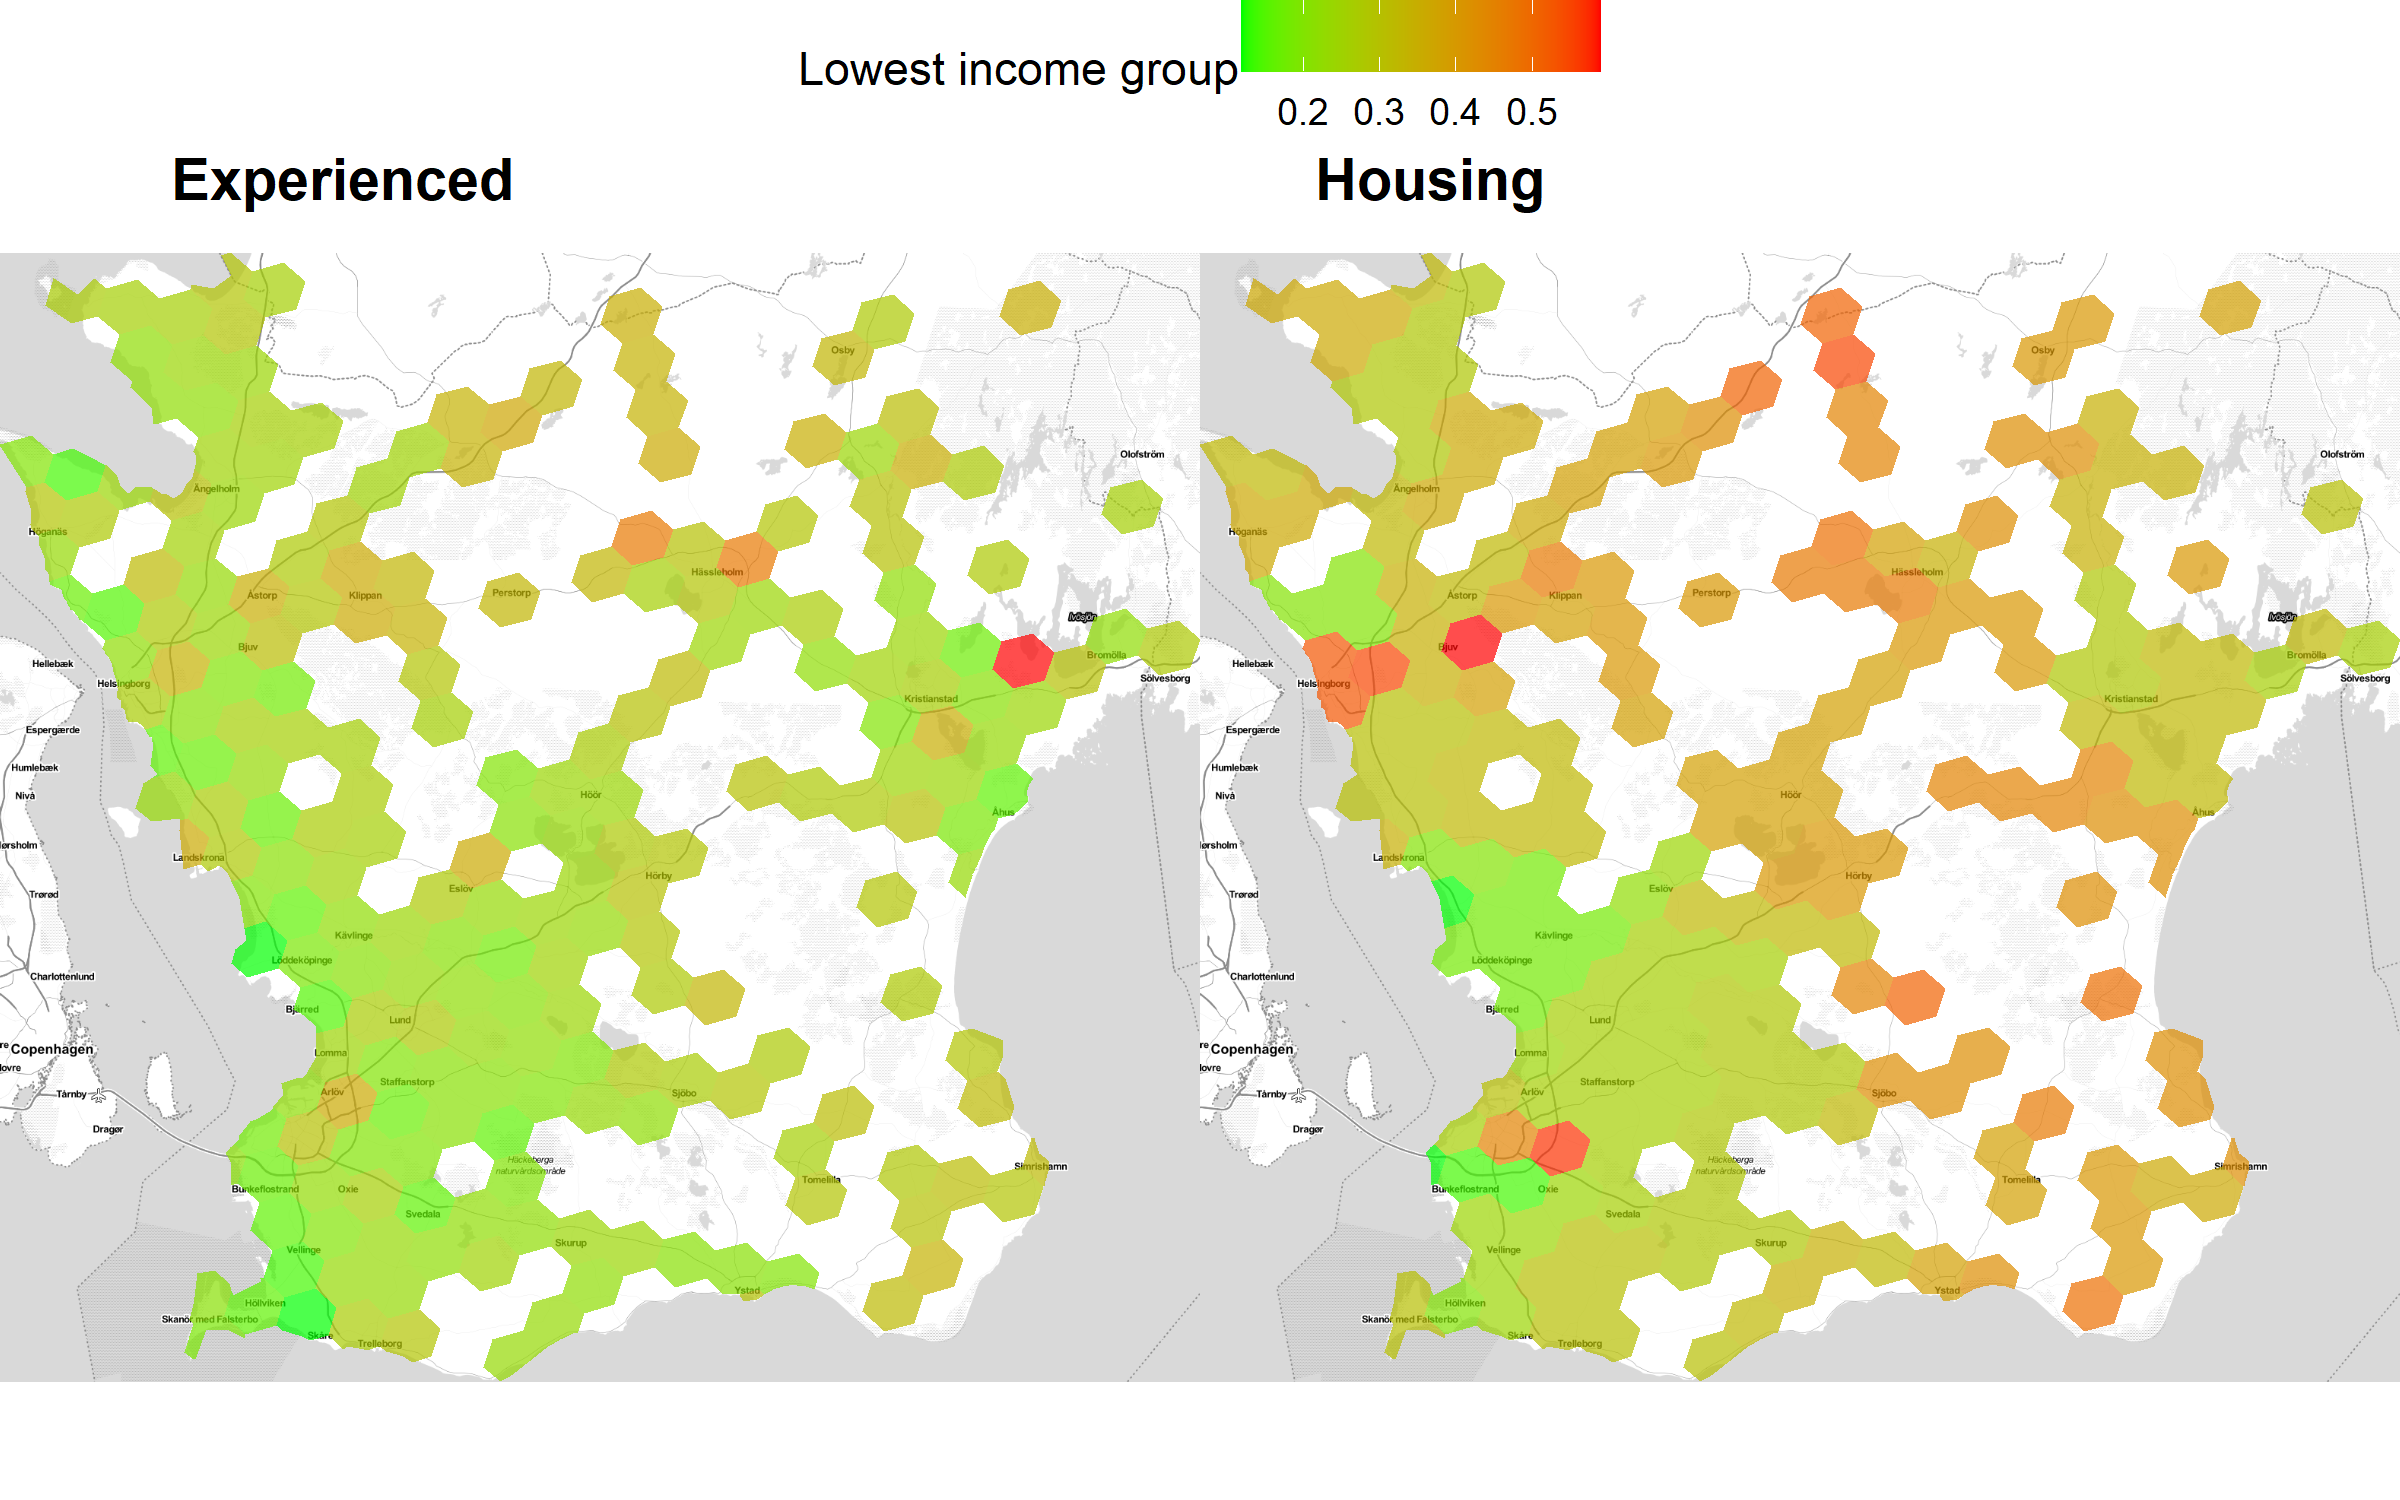 Lowest income group
0.2 0.3 0.4 0.5
Experienced
Housing
Osby
Olofström
Ängelholm
Höganäs
Hässleholm
Åstorp
Klippan
Perstorp
Ivösjön
Bjuv
Hellebæk
Bromölla
Sölvesborg
Helsingborg
Kristianstad
Espergærde
Humlebæk
Nivå
Höör
Åhus
ørsholm
Landskrona
Hörby
Eslöv
Trørød
Kävlinge
Löddeköpinge
Charlottenlund
Bjärred
Lund
re
Copenhagen
Lomma
lovre
Staffanstorp
Tårnby
Arlöv
Sjöbo
Dragør
Häckeberga
naturvårdsområde
Simrishamn
Tomelilla
Bunkeflostrand
Oxie
Svedala
Vellinge
Skurup
Ystad
Höllviken
Skanör med Falsterbo
Skåre
Trelleborg
Osby
Olofström
Ängelholm
Höganäs
Hässleholm
Åstorp
Klippan
Perstorp
Ivösjön
Bjuv
Hellebæk
Bromölla
Sölvesborg
Helsingborg
Kristianstad
Espergærde
Humlebæk
Nivå
Höör
Åhus
ørsholm
Landskrona
Hörby
Eslöv
Trørød
Kävlinge
Löddeköpinge
Charlottenlund
Bjärred
Lund
re
Copenhagen
Lomma
lovre
Staffanstorp
Tårnby
Arlöv
Sjöbo
Dragør
Häckeberga
naturvårdsområde
Simrishamn
Tomelilla
Bunkeflostrand
Oxie
Svedala
Vellinge
Skurup
Ystad
Höllviken
Skanör med Falsterbo
Skåre
Trelleborg